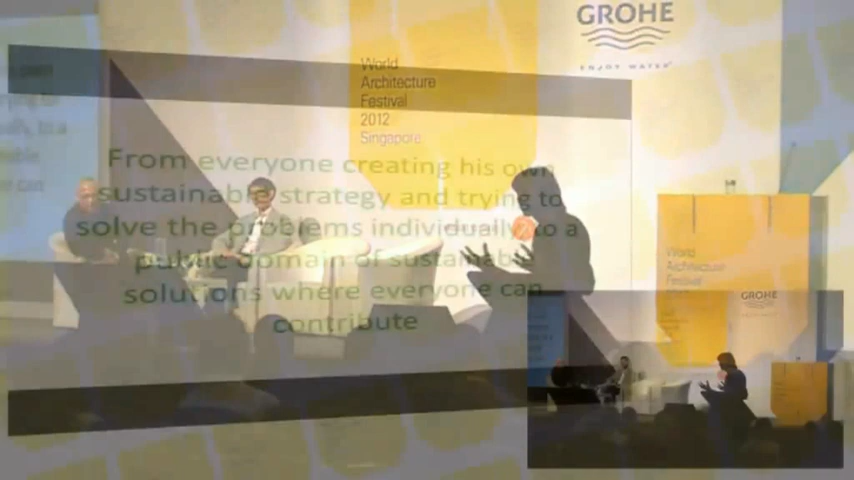 GROHE
ENJOY WATER®
World
Architecture
Festival
2012
Singapore
From everyone creating his own
sustainable strategy and trying to
solve the problems individually to a
public domain of sustainable
solutions where everyone can
contribute
World
Architecture
Festival
GROHE